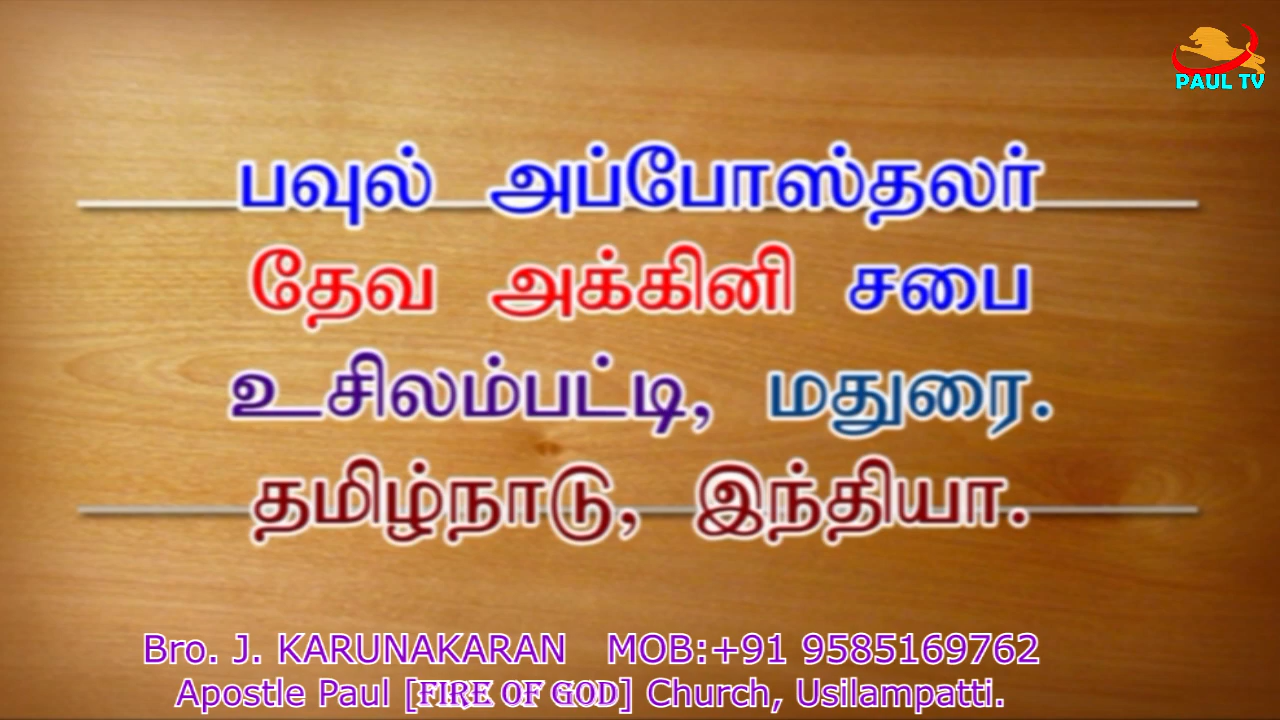 PAUL TV
பவுல் அப்போஸ்தலர்
தேவ அக்கினி சபை
உசிலம்பட்டி, மதுரை.
தமிழ்நாடு, இந்தியா.
Bro. J. KARUNAKARAN MOB:+91 9585169762
Apostle Paul [FIRE OF GOD] Church, Usilampatti.